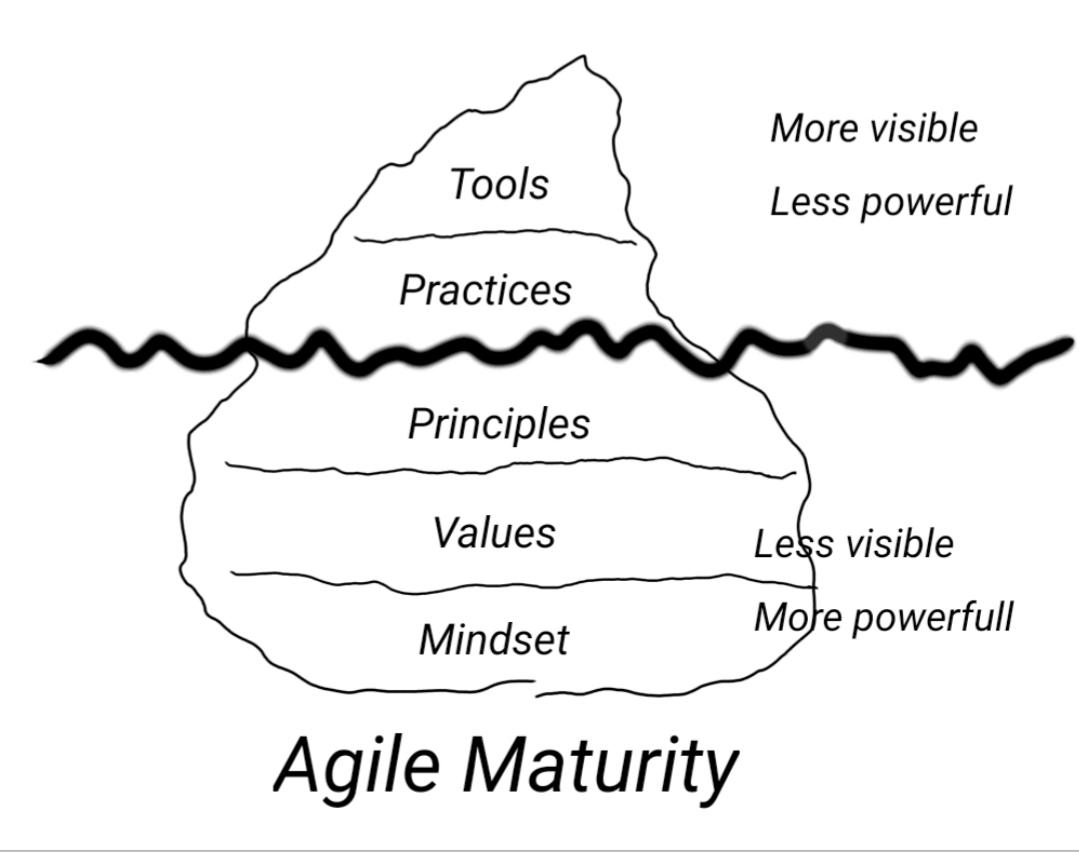 More visible
Less powerful
Tools
Practices
Principles
Values
Less visible
More powerfull
Mindset
Agile Maturity